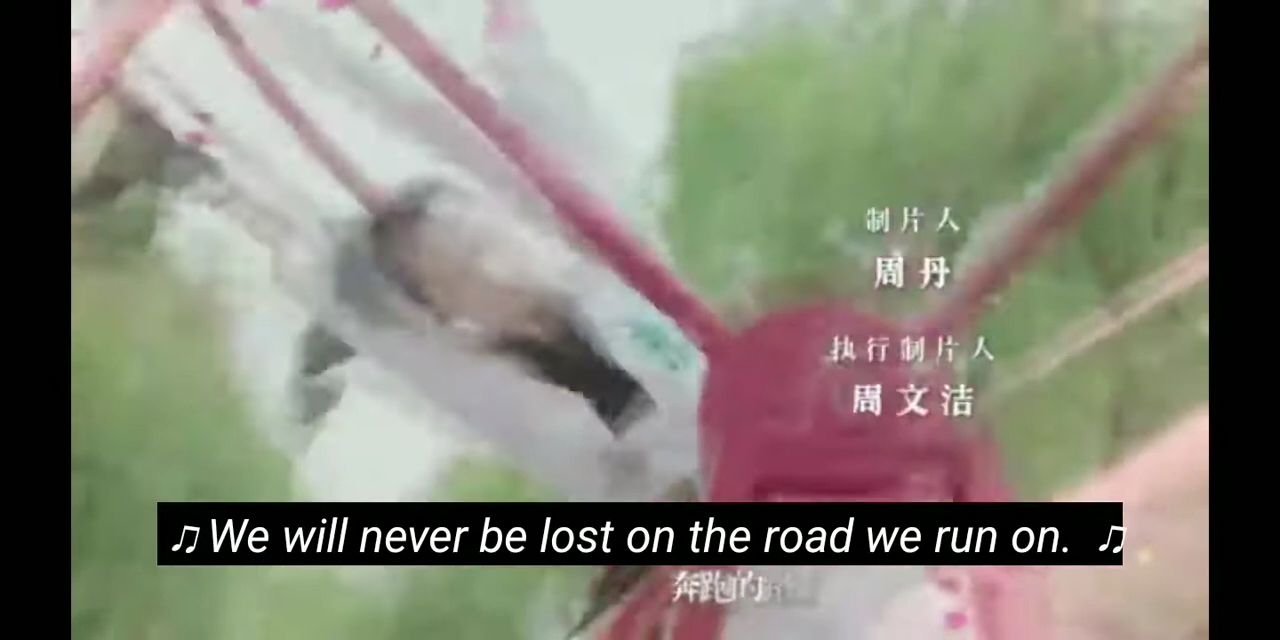 制片人
周丹
执行制片人
周文洁
♫ We will never be lost on the road we run on. ♫
奔跑的